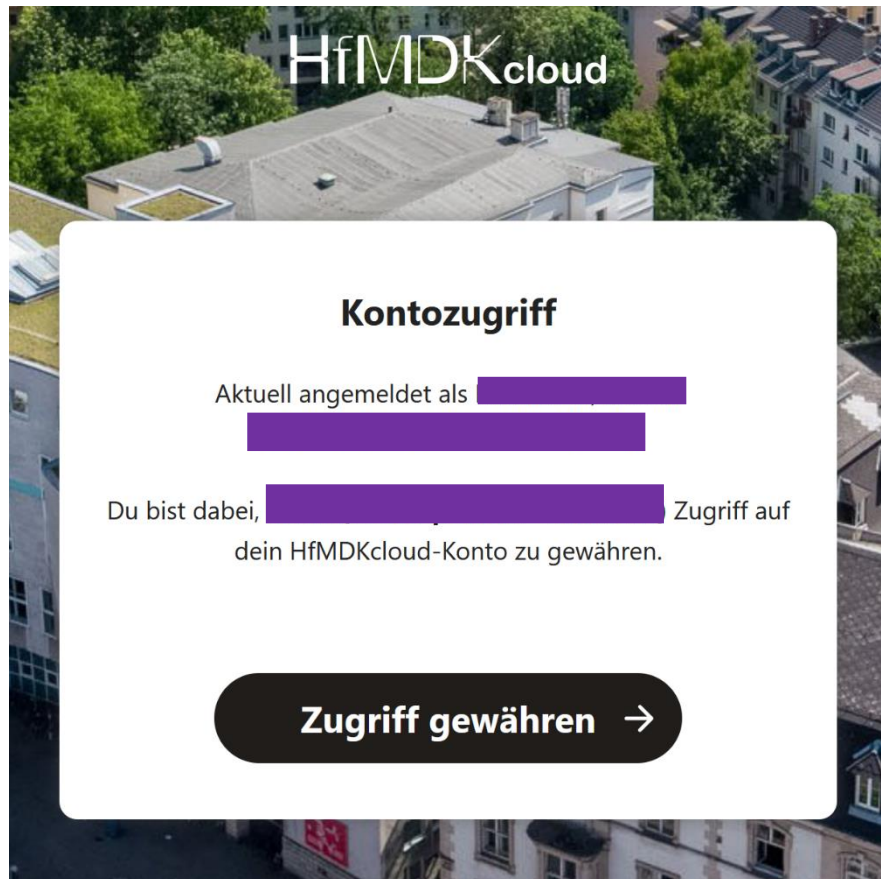 HfMDKcloud
Kontozugriff
Aktuell angemeldet als
Du bist dabei, Zugriff auf
dein HfMDKcloud-Konto zu gewähren.
Zugriff gewähren →